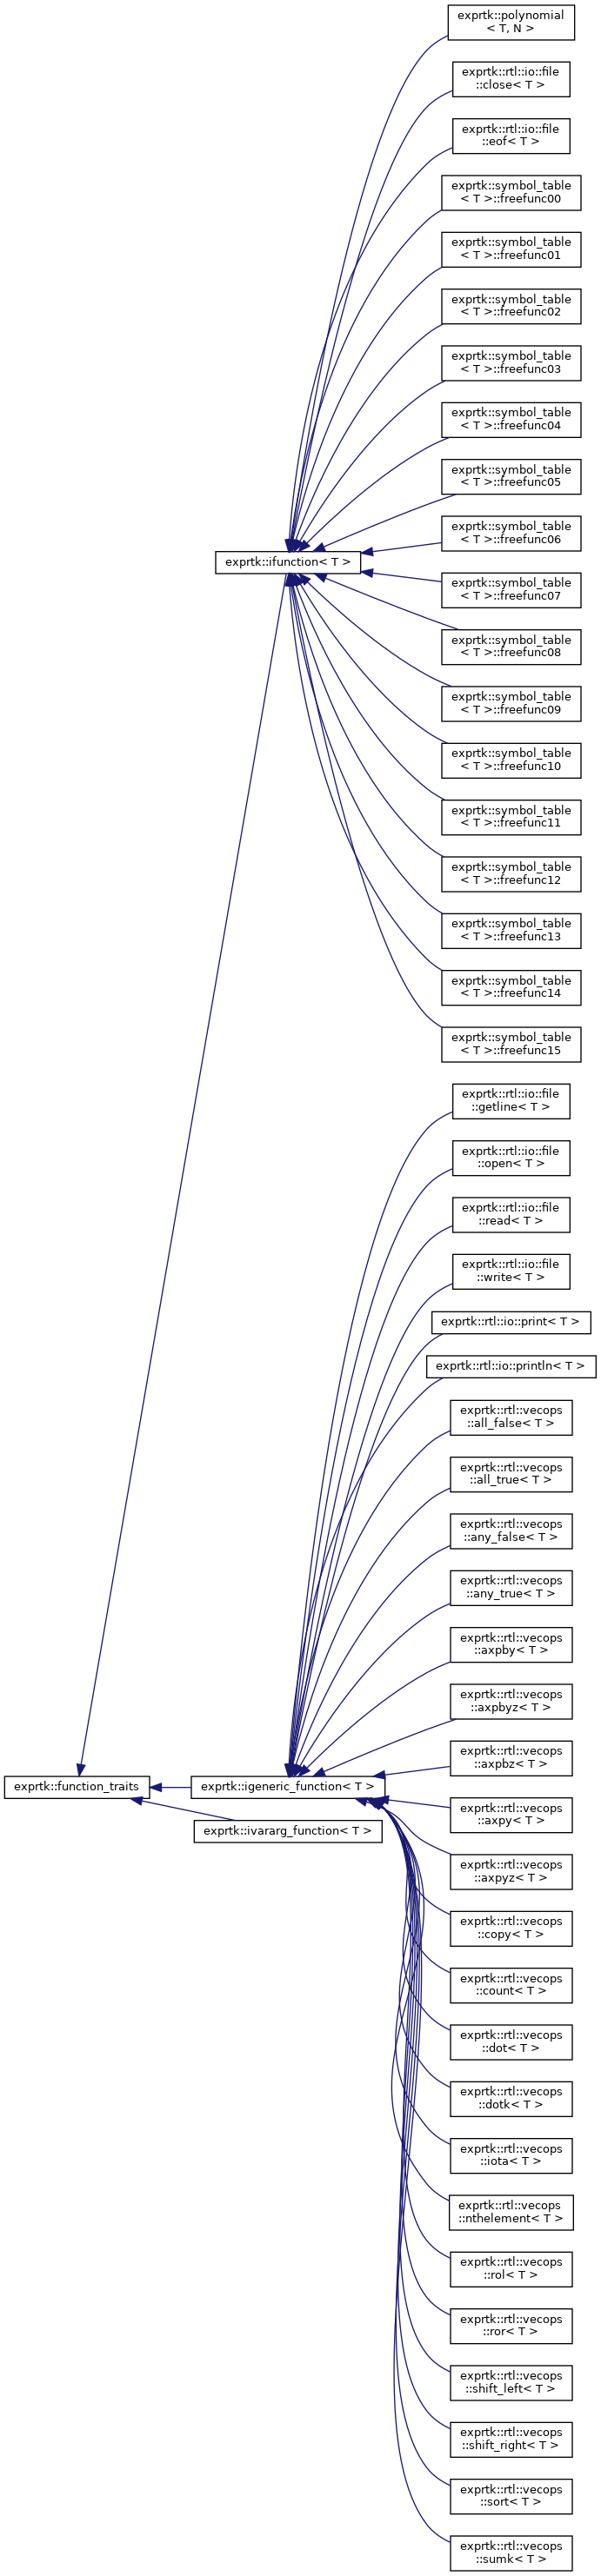 exprtk::polynomial
< T, N >
exprtk::rtl::io::file
::close< T >
exprtk::rtl::io::file
::eof< T >
exprtk::symbol_table
< T >::freefunc00
exprtk::symbol_table
< T >::freefunc01
exprtk::symbol_table
< T >::freefunc02
exprtk::symbol_table
< T >::freefunc03
exprtk::symbol_table
< T >::freefunc04
exprtk::symbol_table
< T >::freefunc05
exprtk::symbol_table
< T >::freefunc06
exprtk::ifunction< T >
exprtk::symbol_table
< T >::freefunc07
exprtk::symbol_table
< T >::freefunc08
exprtk::symbol_table
< T >::freefunc09
exprtk::symbol_table
< T >::freefunc10
exprtk::symbol_table
< T >::freefunc11
exprtk::symbol_table
< T >::freefunc12
exprtk::symbol_table
< T >::freefunc13
exprtk::symbol_table
< T >::freefunc14
exprtk::symbol_table
< T >::freefunc15
exprtk::rtl::io::file
::getline< T >
exprtk::rtl::io::file
::open< T >
exprtk::rtl::io::file
::read< T >
exprtk::rtl::io::file
::write< T >
exprtk::rtl::io::print< T >
exprtk::rtl::io::println< T >
exprtk::rtl::vecops
::all_false< T >
exprtk::rtl::vecops
::all_true< T >
exprtk::rtl::vecops
::any_false< T >
exprtk::rtl::vecops
::any_true< T >
exprtk::rtl::vecops
::axpby< T >
exprtk::rtl::vecops
::axpbyz< T >
exprtk::rtl::vecops
::axpbz< T >
exprtk::function_traits
exprtk::igeneric_function< T >
exprtk::rtl::vecops
::axpy< T >
exprtk::ivararg_function< T >
exprtk::rtl::vecops
::axpyz< T >
exprtk::rtl::vecops
::copy< T >
exprtk::rtl::vecops
::count< T >
exprtk::rtl::vecops
::dot< T >
exprtk::rtl::vecops
::dotk< T >
exprtk::rtl::vecops
::iota< T >
exprtk::rtl::vecops
::nthelement< T >
exprtk::rtl::vecops
::rol< T >
exprtk::rtl::vecops
::ror< T >
exprtk::rtl::vecops
::shift_left< T >
exprtk::rtl::vecops
::shift_right< T >
exprtk::rtl::vecops
::sort< T >
exprtk::rtl::vecops
::sumk< T >